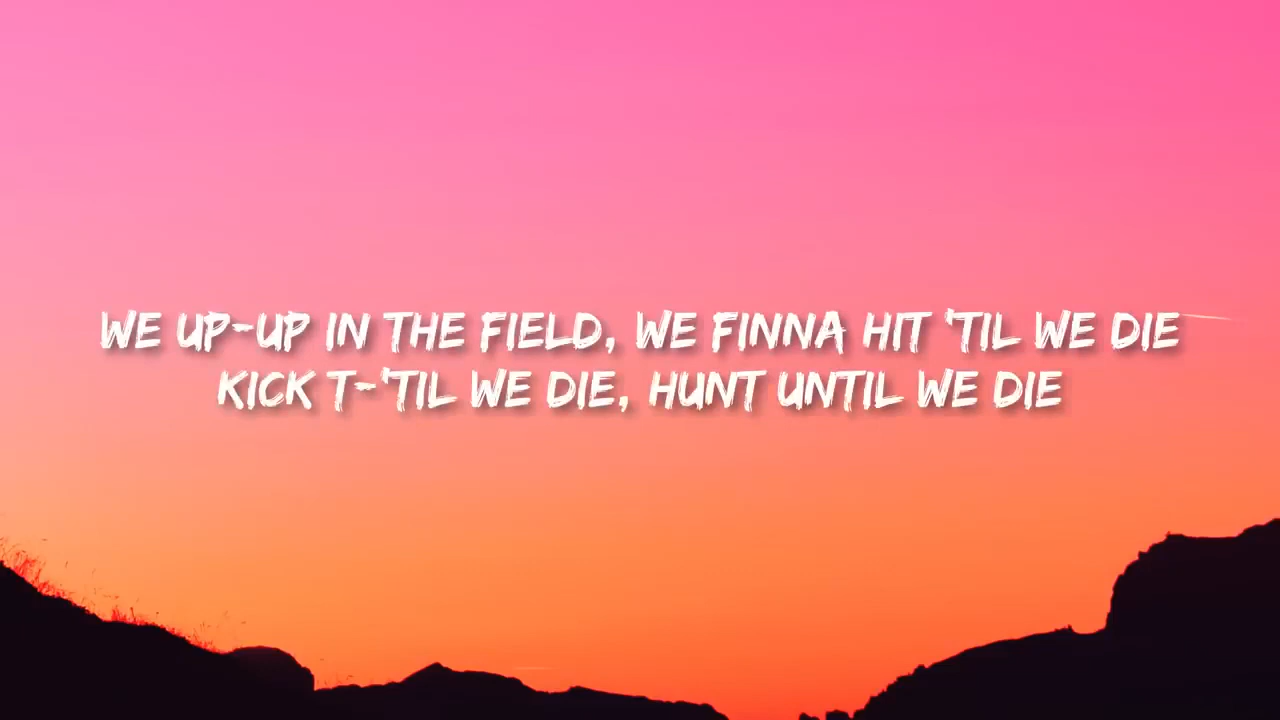 WE UP-UP IN THE FIELD, WE FINNA HIT 'TIL WE DIE
KICK T-'TIL WE DIE, HUNT UNTIL WE DIE